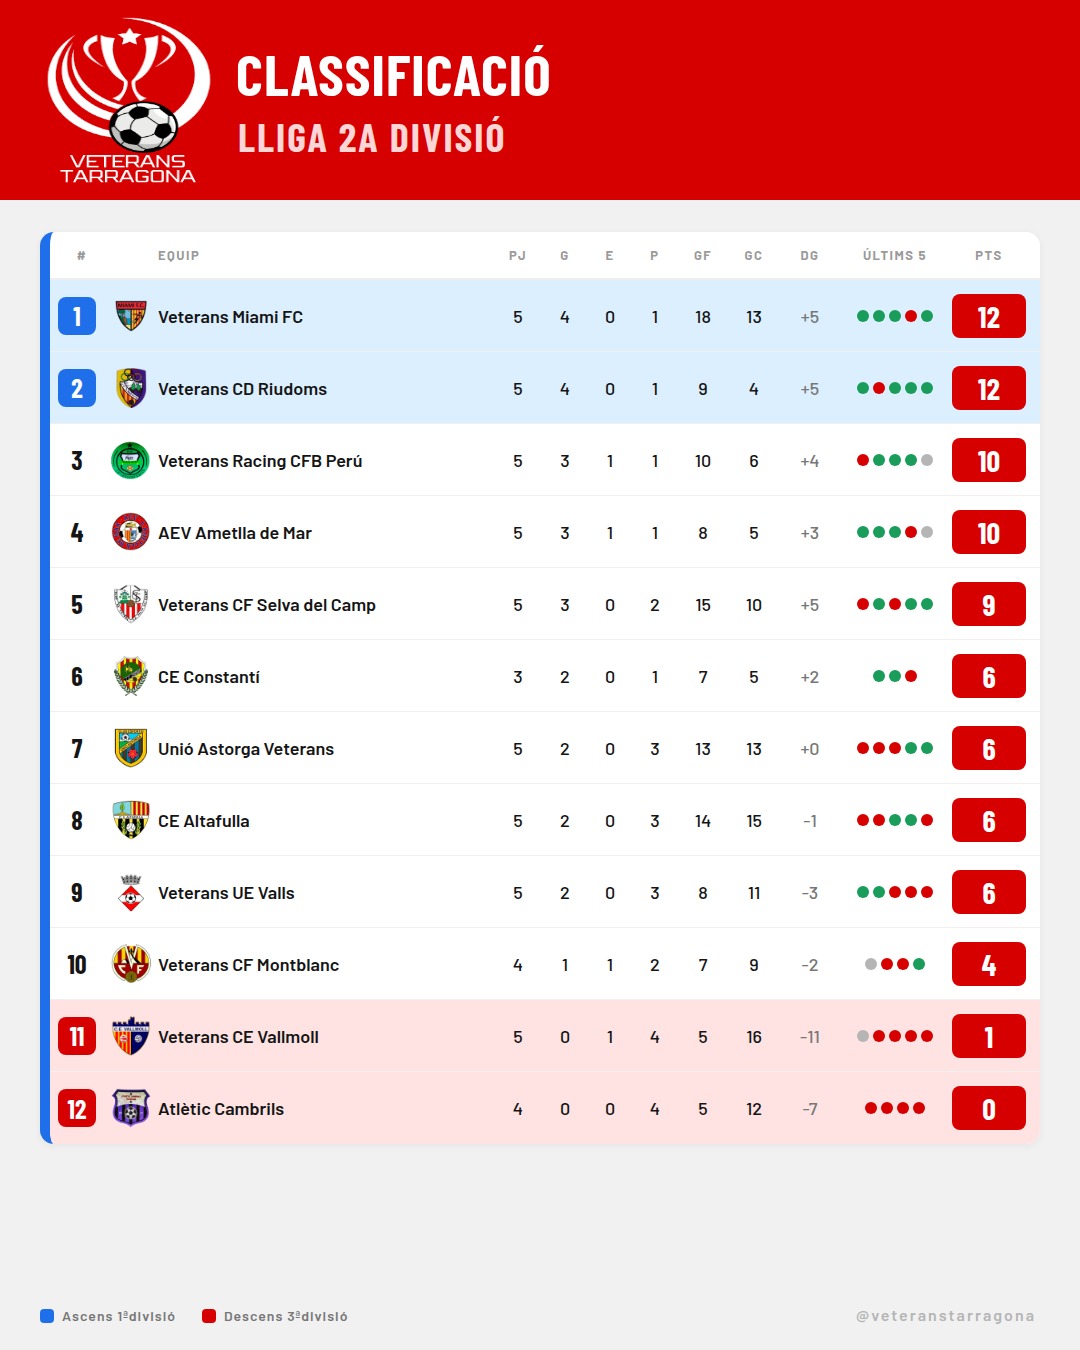 VETERANS
TARRAGONA
CLASSIFICACIÓ
LLIGA 2A DIVISIÓ
# EQUIP PJ G E P GF GC DG ÚLTIMS 5 PTS
1 MIAMI F.C. Veterans Miami FC 5 4 0 1 18 13 +5 12
2 Veterans CD Riudoms 5 4 0 1 9 4 +5 12
3 Veterans Racing CFB Perú 5 3 1 1 10 6 +4 10
4 AEV Ametlla de Mar 5 3 1 1 8 5 +3 10
5 Veterans CF Selva del Camp 5 3 0 2 15 10 +5 9
6 CE Constantí 3 2 0 1 7 5 +2 6
7 Unió Astorga Veterans 5 2 0 3 13 13 +0 6
8 CE Altafulla 5 2 0 3 14 15 -1 6
9 Veterans UE Valls 5 2 0 3 8 11 -3 6
10 CF Veterans CF Montblanc 4 1 1 2 7 9 -2 4
11 C.E. VALLMOLL Veterans CE Vallmoll 5 0 1 4 5 16 -11 1
12 Atlètic Cambrils 4 0 0 4 5 12 -7 0
Ascens 1ªdivisió Descens 3ªdivisió @veteranstarragona